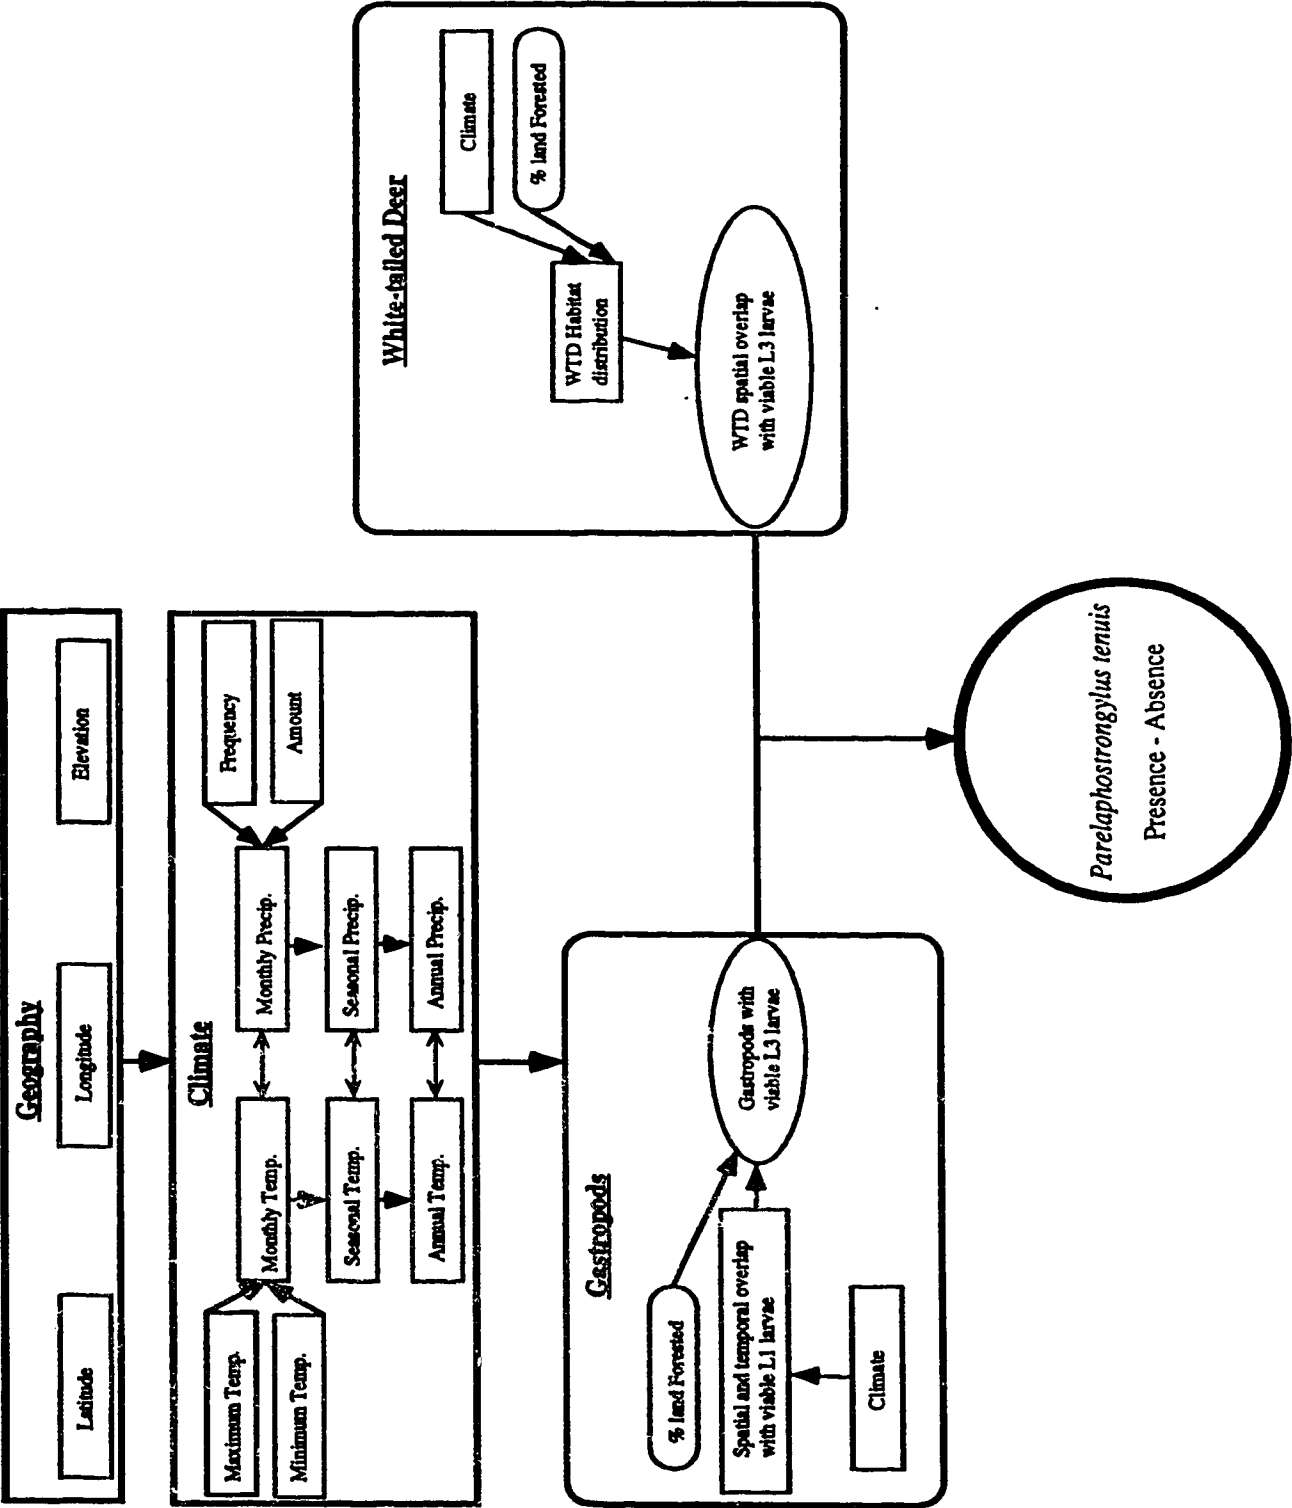 Geography
Latitude
Longitude
Elevation
Climate
Maximum Temp.
Minimum Temp.
Monthly Temp.
Monthly Precip.
Frequency
Amount
Seasonal Temp.
Seasonal Precip.
Annual Temp.
Annual Precip.
Gastropods
% land Forested
Spatial and temporal overlap
with viable L1 larvae
Climate
Gastropods with
viable L3 larvae
White-tailed Deer
Climate
% land Forested
WTD Habitat
distribution
WTD spatial overlap
with viable L3 larvae
Parelaphostrongylus tenuis
Presence - Absence